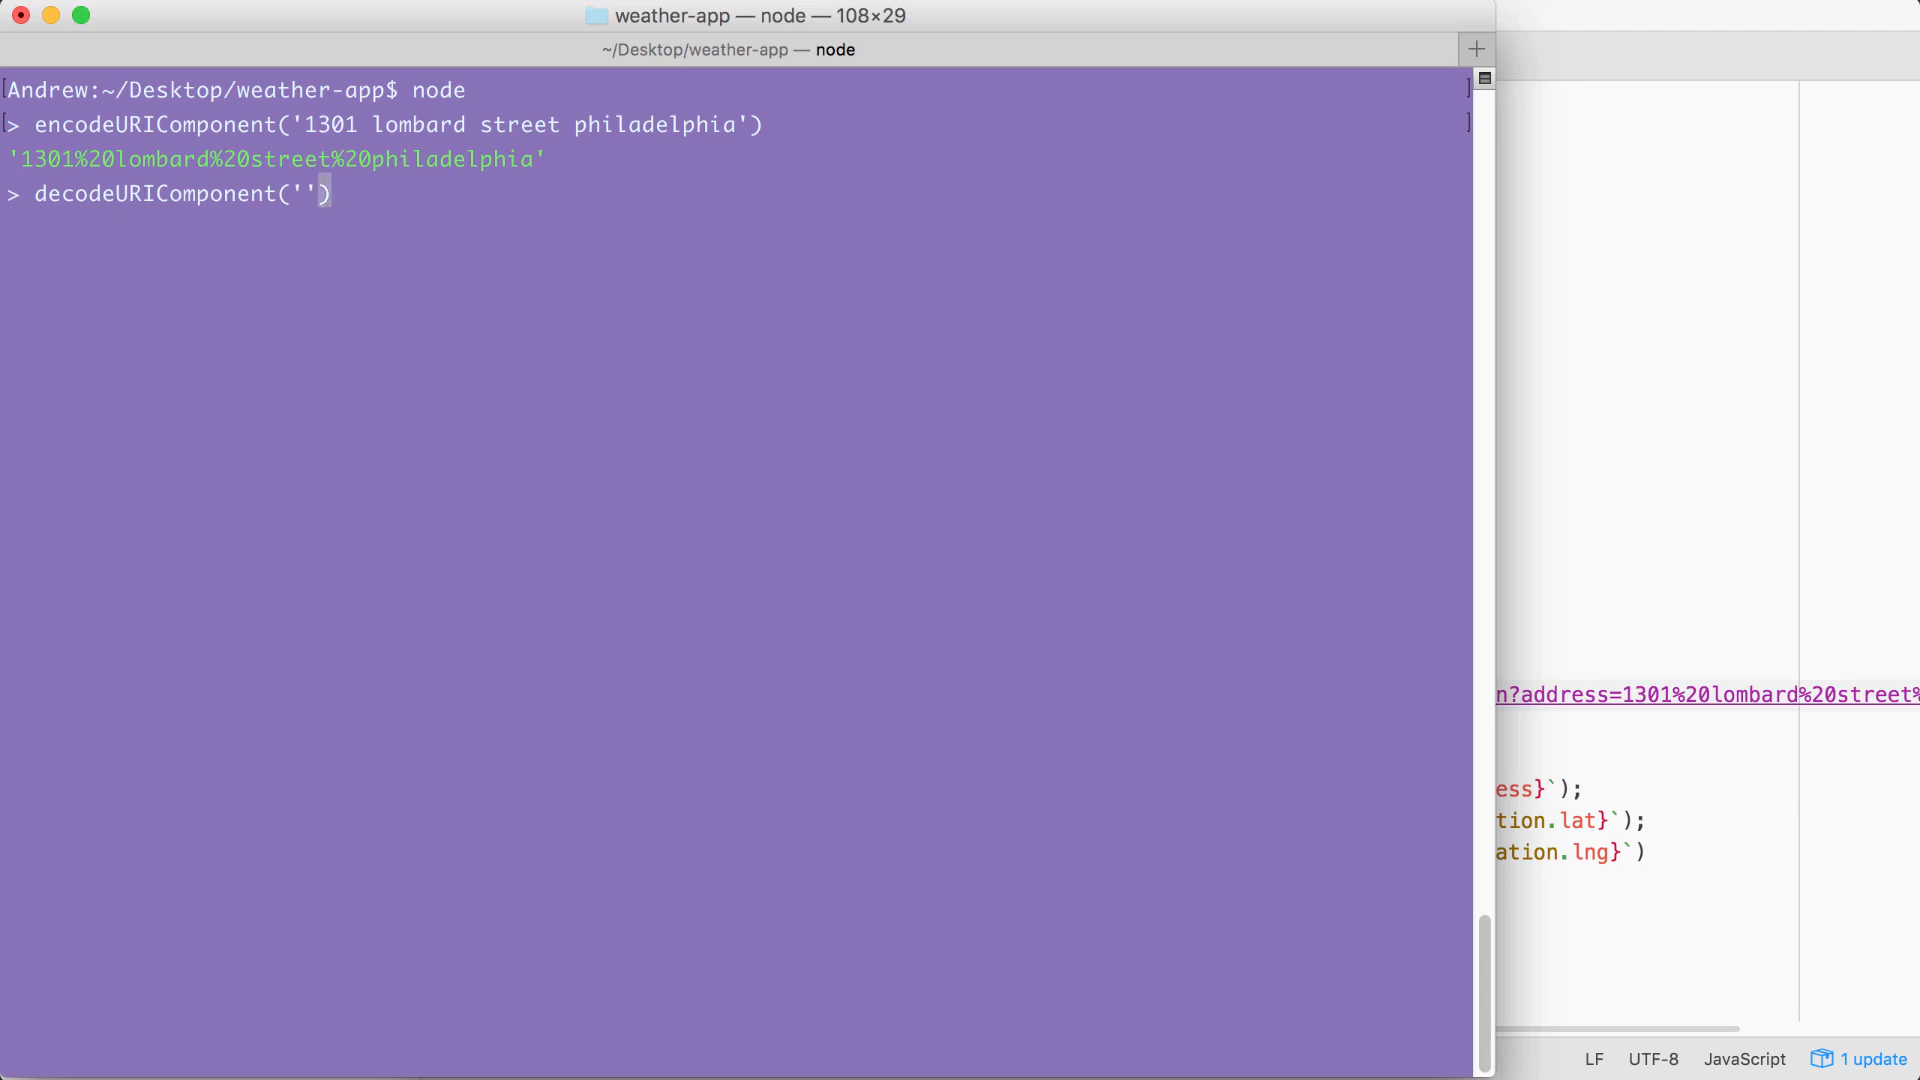 weather-app — node — 108×29
~/Desktop/weather-app — node
Andrew:~/Desktop/weather-app$ node
> encodeURIComponent('1301 lombard street philadelphia')
'1301%20lombard%20street%20philadelphia'
> decodeURIComponent('')
n?address=1301%20lombard%20street%
ess}`);
tion.lat}`);
ation.lng}`)
LF UTF-8 JavaScript 1 update